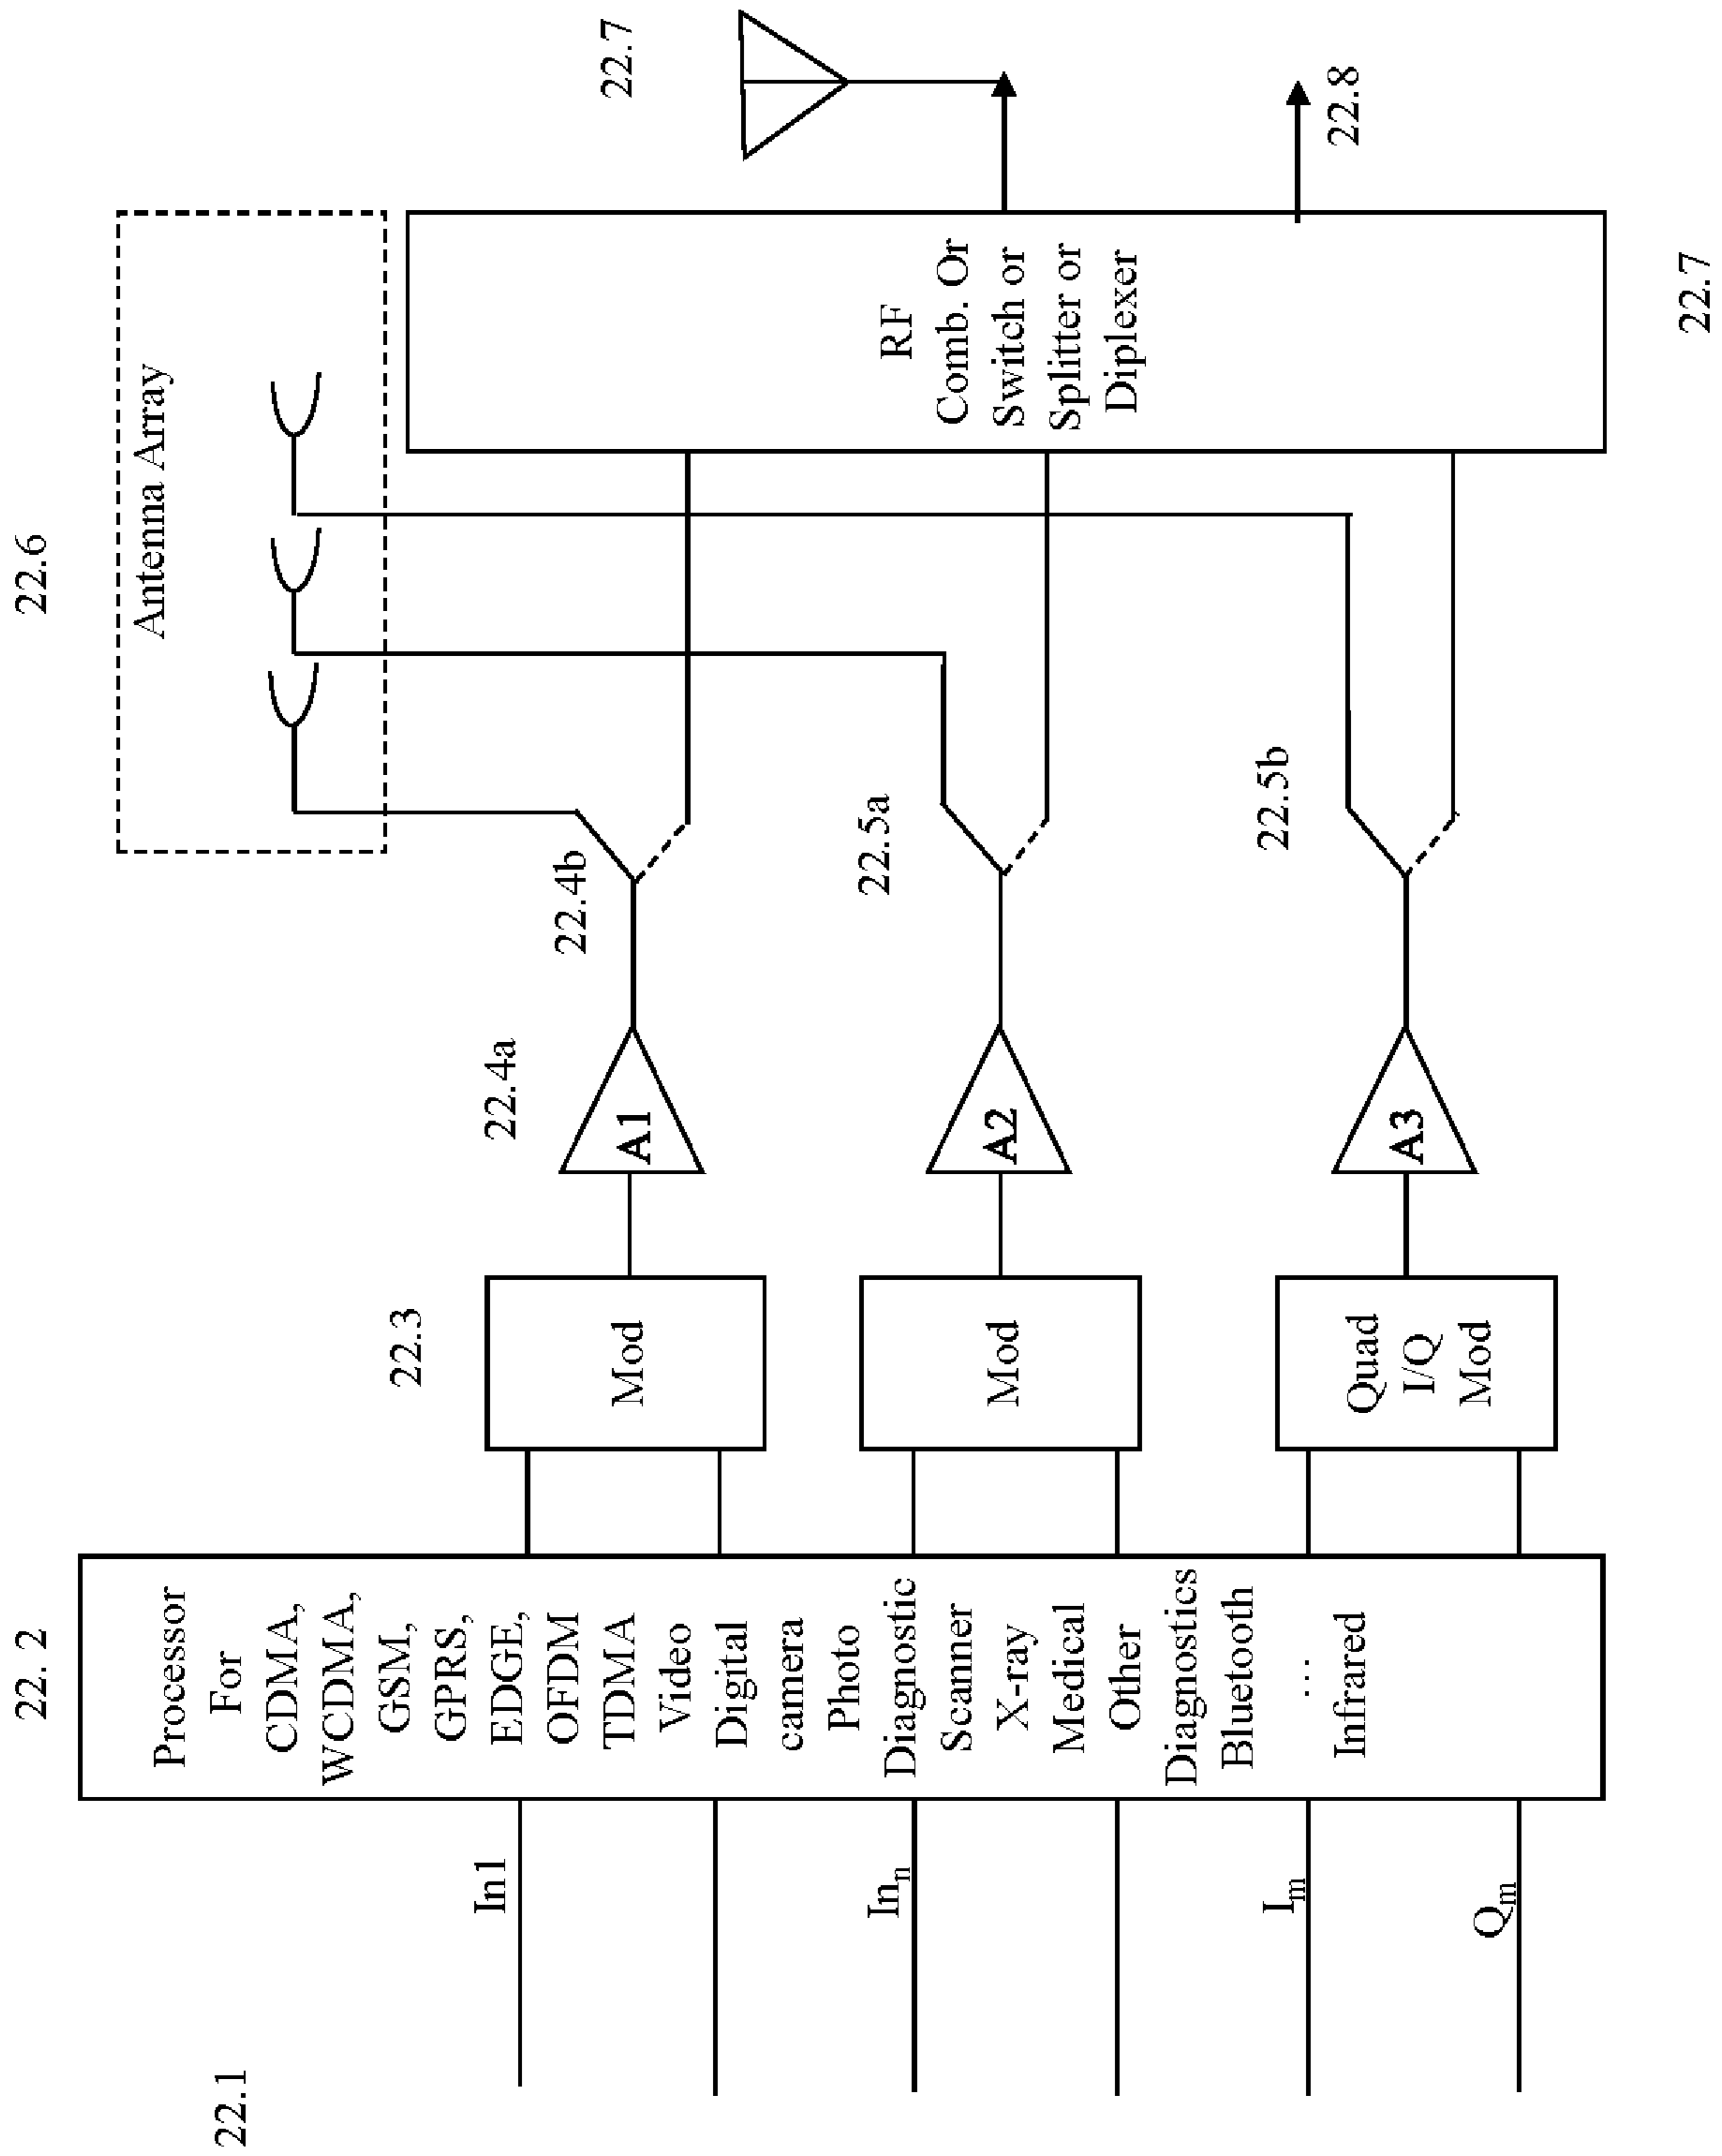 22.1
22. 2
Processor
For
CDMA,
WCDMA,
GSM,
GPRS,
EDGE,
OFDM
TDMA
Video
Digital
camera
Photo
Diagnostic
Scanner
X-ray
Medical
Other
Diagnostics
Bluetooth
...
Infrared
In1
Inn
Im
Qm
22.3
Mod
Mod
Quad
I/Q
Mod
22.4a
A1
A2
A3
22.4b
22.5a
22.5b
22.6
Antenna Array
RF
Comb. Or
Switch or
Splitter or
Diplexer
22.7
22.7
22.8